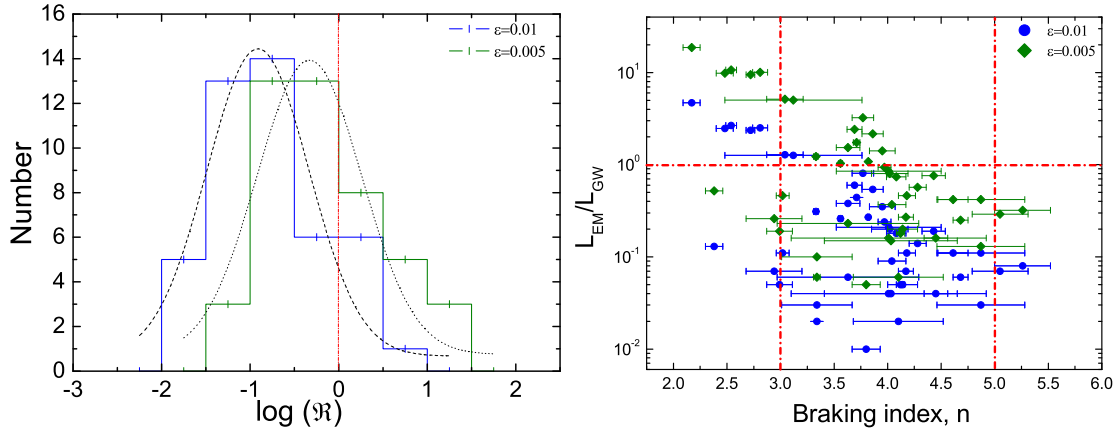 16
14
12
10
8
6
4
2
0
Number
-3 -2 -1 0 1 2
log (ℜ)
ε=0.01
ε=0.005
10¹
10⁰
10⁻¹
10⁻²
L_EM/L_GW
2.0 2.5 3.0 3.5 4.0 4.5 5.0 5.5 6.0
Braking index, n
ε=0.01
ε=0.005